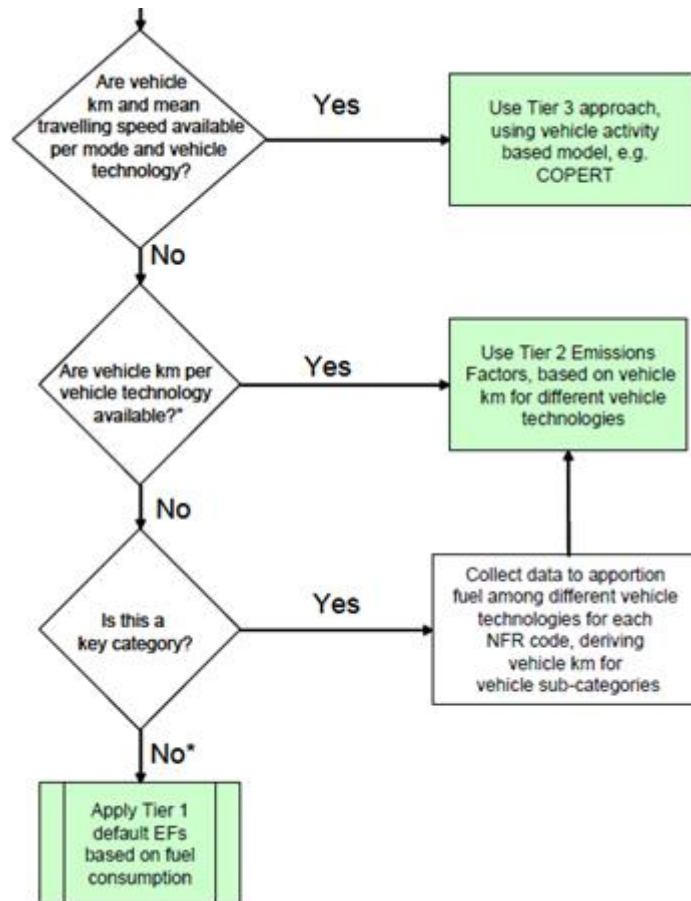 Are vehicle
km and mean
travelling speed available
per mode and vehicle
technology?
Yes
Use Tier 3 approach,
using vehicle activity
based model, e.g.
COPERT
No
Are vehicle km per
vehicle technology
available?*
Yes
Use Tier 2 Emissions
Factors, based on vehicle
km for different vehicle
technologies
No
Is this a
key category?
Yes
Collect data to apportion
fuel among different vehicle
technologies for each
NFR code, deriving
vehicle km for
vehicle sub-categories
No*
Apply Tier 1
default EFs
based on fuel
consumption